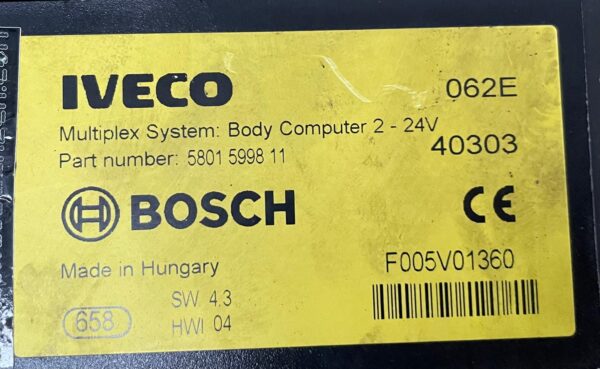 IVECO
062E
Multiplex System: Body Computer 2 - 24V
Part number: 5801 5998 11
40303
BOSCH
CE
Made in Hungary
F005V01360
SW 4.3
658
HWI 04